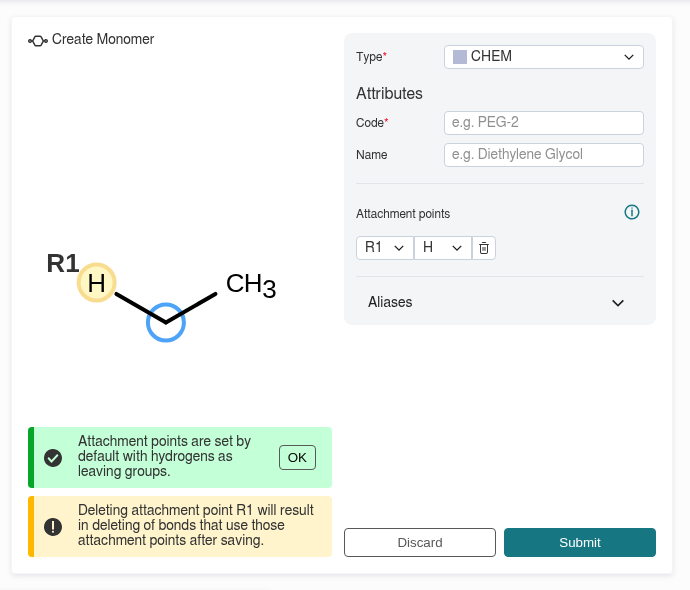 Create Monomer
Type*
CHEM
Attributes
Code*
e.g. PEG-2
Name
e.g. Diethylene Glycol
Attachment points
R1
H
Aliases
R1
H
CH3
Attachment points are set by
default with hydrogens as
leaving groups.
OK
Deleting attachment point R1 will result
in deleting of bonds that use those
attachment points after saving.
Discard
Submit